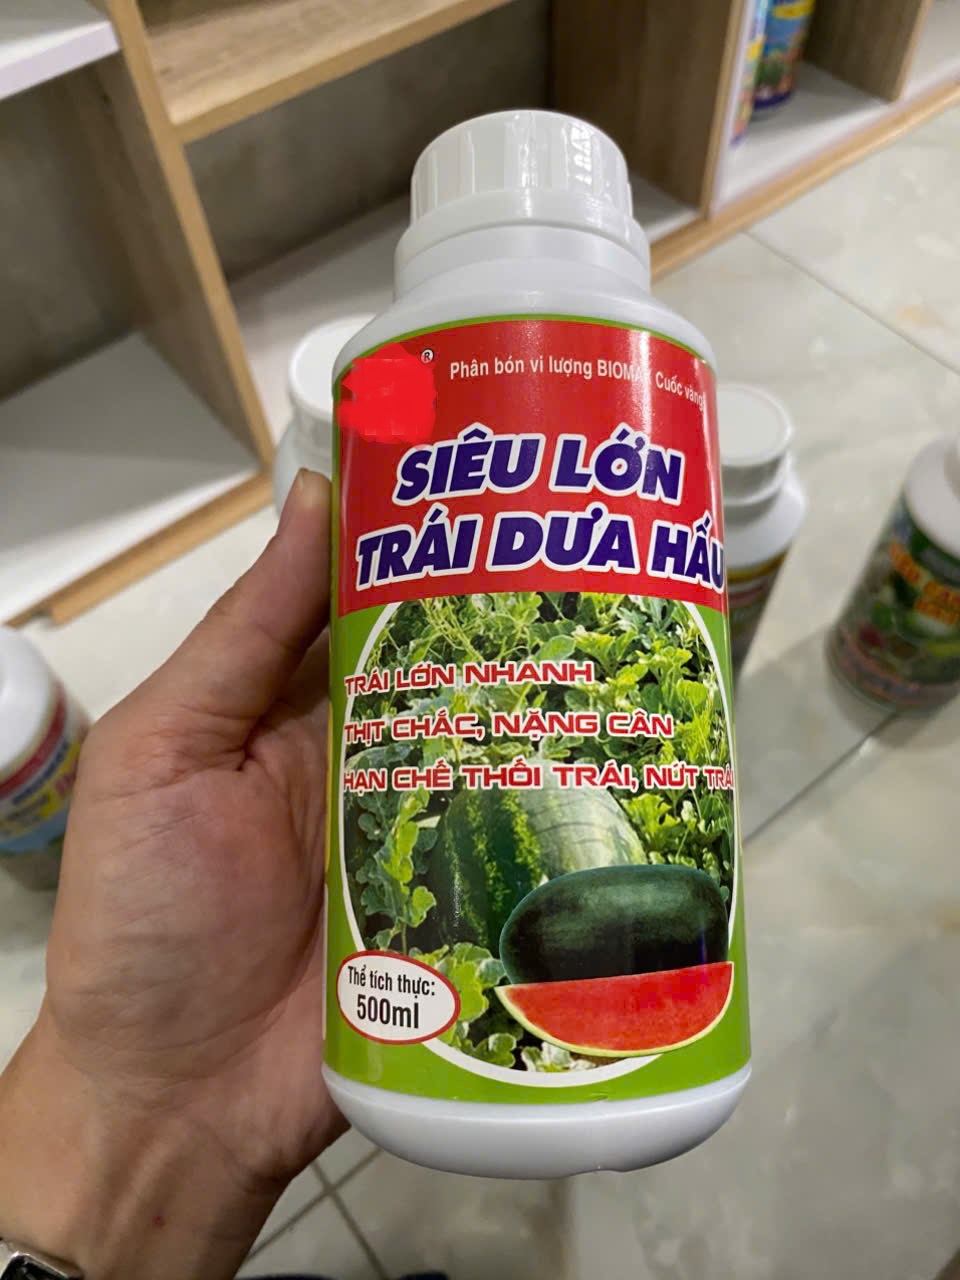 ®
Phân bón vi lượng Cuốc vàng
SIÊU LỚN
TRÁI DƯA HẤU
TRÁI LỚN NHANH
THỊT CHẮC, NẶNG CÂN
HẠN CHẾ THỐI TRÁI, NỨT TRÁI
Thể tích thực:
500ml